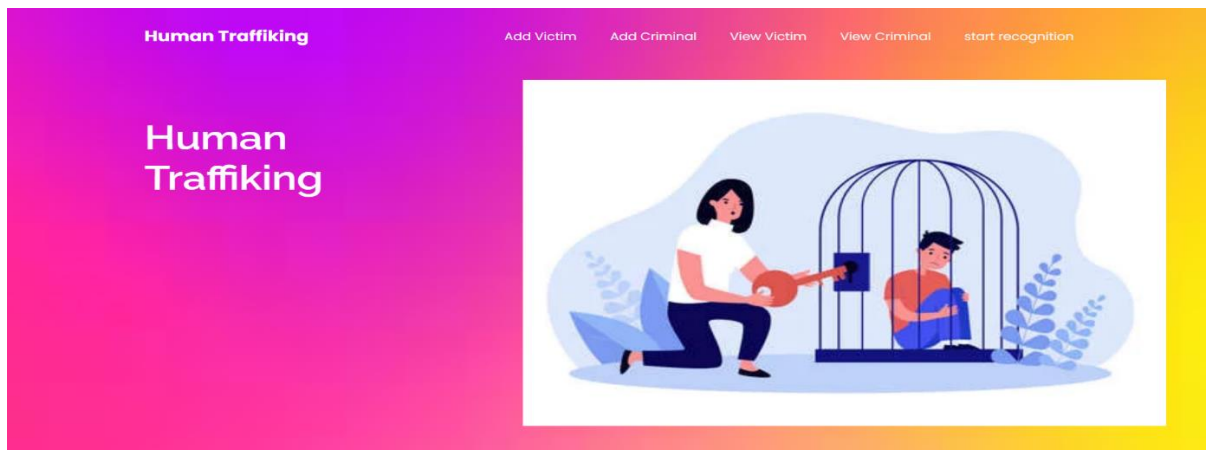 Human Traffiking
Add Victim Add Criminal View Victim View Criminal start recognition
Human
Traffiking